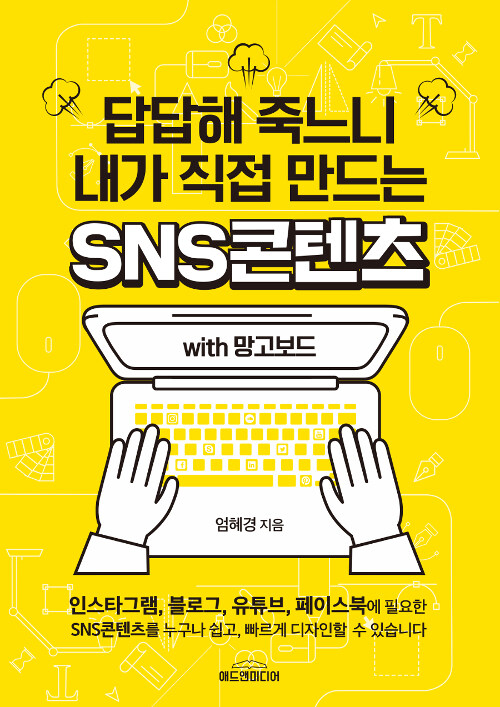 답답해 죽느니
내가 직접 만드는
SNS콘텐츠
with 망고보드
엄혜경 지음
인스타그램, 블로그, 유튜브, 페이스북에 필요한
SNS콘텐츠를 누구나 쉽고, 빠르게 디자인할 수 있습니다
애드앤미디어